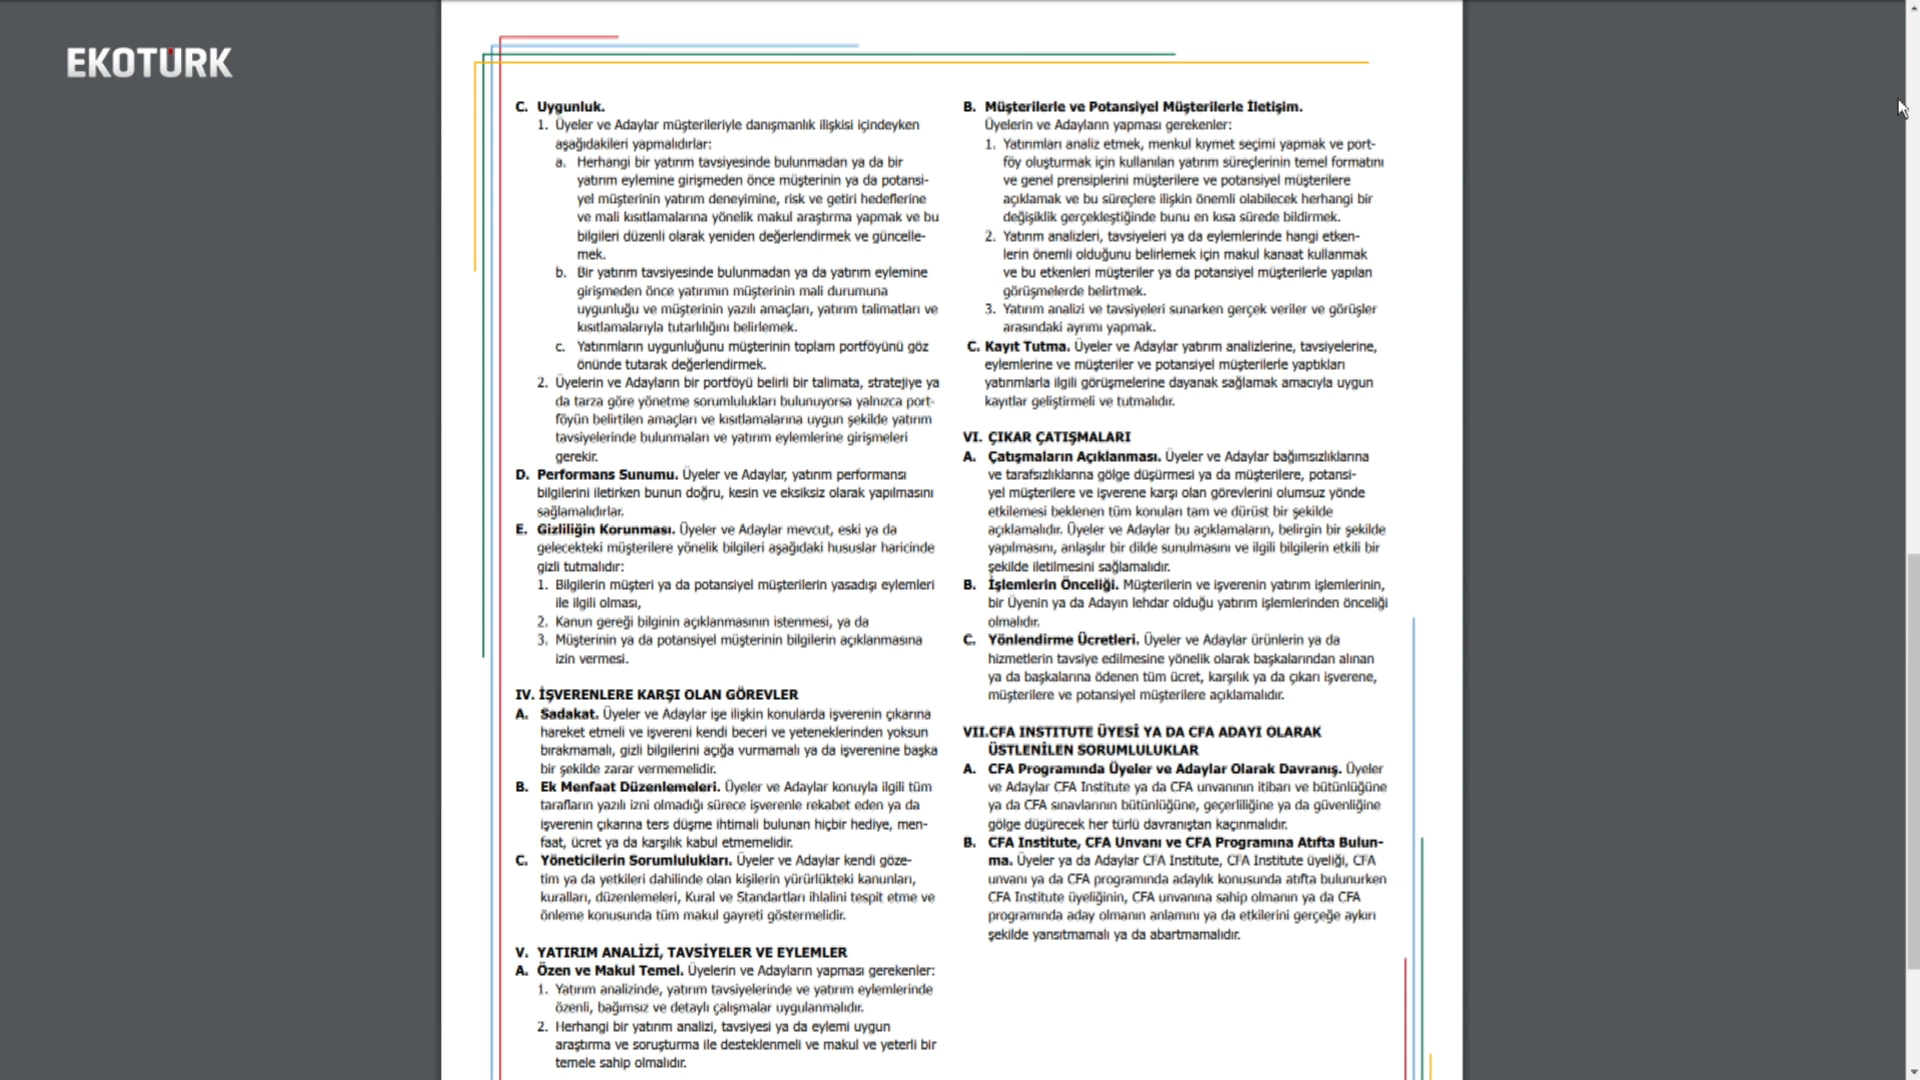 EKOTÜRK
C. Uygunluk.
1. Üyeler ve Adaylar müşterileriyle danışmanlık ilişkisi içindeyken
aşağıdakileri yapmalıdırlar:
a. Herhangi bir yatırım tavsiyesinde bulunmadan ya da bir
yatırım eylemine girişmeden önce müşterinin ya da potansi-
yel müşterinin yatırım deneyimine, risk ve getiri hedeflerine
ve mali kısıtlamalarına yönelik makul araştırma yapmak ve bu
bilgileri düzenli olarak yeniden değerlendirmek ve güncelle-
mek.
b. Bir yatırım tavsiyesinde bulunmadan ya da yatırım eylemine
girişmeden önce yatırımın müşterinin mali durumuna
uygunluğu ve müşterinin yazılı amaçları, yatırım talimatları ve
kısıtlamalarıyla tutarlılığını belirlemek.
c. Yatırımların uygunluğunu müşterinin toplam portföyünü göz
önünde tutarak değerlendirmek.
2. Üyelerin ve Adayların bir portföyü belirli bir talimata, stratejiye ya
da tarza göre yönetme sorumlulukları bulunuyorsa yalnızca port-
föyün belirtilen amaçları ve kısıtlamalarına uygun şekilde yatırım
tavsiyelerinde bulunmaları ve yatırım eylemlerine girişmeleri
gerekir.
D. Performans Sunumu. Üyeler ve Adaylar, yatırım performansı
bilgilerini iletirken bunun doğru, kesin ve eksiksiz olarak yapılmasını
sağlamalıdırlar.
E. Gizliliğin Korunması. Üyeler ve Adaylar mevcut, eski ya da
gelecekteki müşterilere yönelik bilgileri aşağıdaki hususlar haricinde
gizli tutmalıdır:
1. Bilgilerin müşteri ya da potansiyel müşterilerin yasadışı eylemleri
ile ilgili olması,
2. Kanun gereği bilginin açıklanmasının istenmesi, ya da
3. Müşterinin ya da potansiyel müşterinin bilgilerin açıklanmasına
izin vermesi.
IV. İŞVERENLERE KARŞI OLAN GÖREVLER
A. Sadakat. Üyeler ve Adaylar işe ilişkin konularda işverenin çıkarına
hareket etmeli ve işvereni kendi beceri ve yeteneklerinden yoksun
bırakmamalı, gizli bilgilerini açığa vurmamalı ya da işverenine başka
bir şekilde zarar vermemelidir.
B. Ek Menfaat Düzenlemeleri. Üyeler ve Adaylar konuyla ilgili tüm
tarafların yazılı izni olmadığı sürece işverenle rekabet eden ya da
işverenin çıkarına ters düşme ihtimali bulunan hiçbir hediye, men-
faat, ücret ya da karşılık kabul etmemelidir.
C. Yöneticilerin Sorumlulukları. Üyeler ve Adaylar kendi göze-
tim ya da yetkileri dahilinde olan kişilerin yürürlükteki kanunları,
kuralları, düzenlemeleri, Kural ve Standartları ihlalini tespit etme ve
önleme konusunda tüm makul gayreti göstermelidir.
V. YATIRIM ANALİZİ, TAVSİYELER VE EYLEMLER
A. Özen ve Makul Temel. Üyelerin ve Adayların yapması gerekenler:
1. Yatırım analizinde, yatırım tavsiyelerinde ve yatırım eylemlerinde
özenli, bağımsız ve detaylı çalışmalar uygulanmalıdır.
2. Herhangi bir yatırım analizi, tavsiyesi ya da eylemi uygun
araştırma ve soruşturma ile desteklenmeli ve makul ve yeterli bir
temele sahip olmalıdır.
B. Müşterilerle ve Potansiyel Müşterilerle İletişim.
Üyelerin ve Adayların yapması gerekenler:
1. Yatırımları analiz etmek, menkul kıymet seçimi yapmak ve port-
föy oluşturmak için kullanılan yatırım süreçlerinin temel formatını
ve genel prensiplerini müşterilere ve potansiyel müşterilere
açıklamak ve bu süreçlere ilişkin önemli olabilecek herhangi bir
değişiklik gerçekleştiğinde bunu en kısa sürede bildirmek.
2. Yatırım analizleri, tavsiyeleri ya da eylemlerinde hangi etken-
lerin önemli olduğunu belirlemek için makul kanaat kullanmak
ve bu etkenleri müşteriler ya da potansiyel müşterilerle yapılan
görüşmelerde belirtmek.
3. Yatırım analizi ve tavsiyeleri sunarken gerçek veriler ve görüşler
arasındaki ayrımı yapmak.
C. Kayıt Tutma. Üyeler ve Adaylar yatırım analizlerine, tavsiyelerine,
eylemlerine ve müşteriler ve potansiyel müşterilerle yaptıkları
yatırımlarla ilgili görüşmelerine dayanak sağlamak amacıyla uygun
kayıtlar geliştirmeli ve tutmalıdır.
VI. ÇIKAR ÇATIŞMALARI
A. Çatışmaların Açıklanması. Üyeler ve Adaylar bağımsızlıklarına
ve tarafsızlıklarına gölge düşürmesi ya da müşterilere, potansi-
yel müşterilere ve işverene karşı olan görevlerini olumsuz yönde
etkilemesi beklenen tüm konuları tam ve dürüst bir şekilde
açıklamalıdır. Üyeler ve Adaylar bu açıklamaların, belirgin bir şekilde
yapılmasını, anlaşılır bir dilde sunulmasını ve ilgili bilgilerin etkili bir
şekilde iletilmesini sağlamalıdır.
B. İşlemlerin Önceliği. Müşterilerin ve işverenin yatırım işlemlerinin,
bir Üyenin ya da Adayın lehdar olduğu yatırım işlemlerinden önceliği
olmalıdır.
C. Yönlendirme Ücretleri. Üyeler ve Adaylar ürünlerin ya da
hizmetlerin tavsiye edilmesine yönelik olarak başkalarından alınan
ya da başkalarına ödenen tüm ücret, karşılık ya da çıkarı işverene,
müşterilere ve potansiyel müşterilere açıklamalıdır.
VII.CFA INSTITUTE ÜYESİ YA DA CFA ADAYI OLARAK
ÜSTLENİLEN SORUMLULUKLAR
A. CFA Programında Üyeler ve Adaylar Olarak Davranış. Üyeler
ve Adaylar CFA Institute ya da CFA unvanının itibarı ve bütünlüğüne
ya da CFA sınavlarının bütünlüğüne, geçerliliğine ya da güvenliğine
gölge düşürecek her türlü davranıştan kaçınmalıdır.
B. CFA Institute, CFA Unvanı ve CFA Programına Atıfta Bulun-
ma. Üyeler ya da Adaylar CFA Institute, CFA Institute üyeliği, CFA
unvanı ya da CFA programında adaylık konusunda atıfta bulunurken
CFA Institute üyeliğinin, CFA unvanına sahip olmanın ya da CFA
programında aday olmanın anlamını ya da etkilerini gerçeğe aykırı
şekilde yansıtmamalı ya da abartmamalıdır.